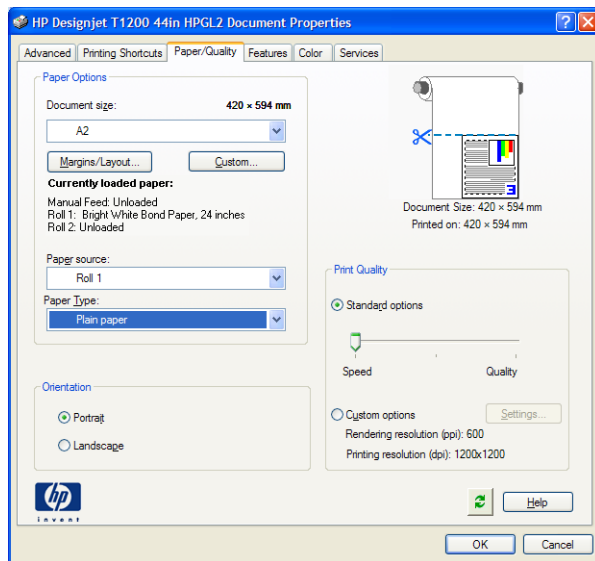 HP Designjet T1200 44in HPGL2 Document Properties
Advanced Printing Shortcuts Paper/Quality Features Color Services
Paper Options
Document size: 420 × 594 mm
A2
Margins/Layout... Custom...
Currently loaded paper:
Manual Feed: Unloaded
Roll 1: Bright White Bond Paper, 24 inches
Roll 2: Unloaded
Paper source:
Roll 1
Paper Type:
Plain paper
Orientation
Portrait
Landscape
Document Size: 420 × 594 mm
Printed on: 420 × 594 mm
Print Quality
Standard options
Speed Quality
Custom options Settings...
Rendering resolution (ppi): 600
Printing resolution (dpi): 1200x1200
hp
invent
Help
OK Cancel